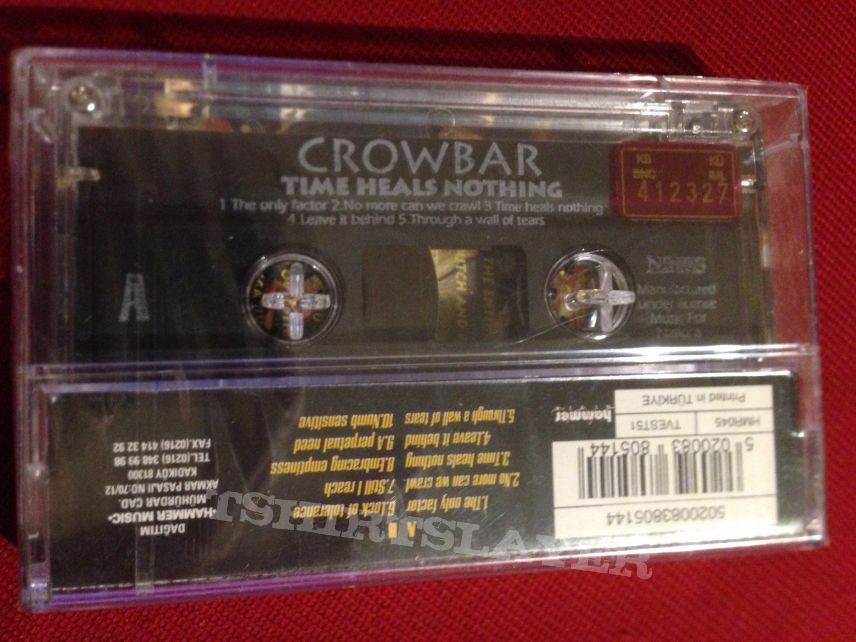 CROWBAR
TIME HEALS NOTHING
1 The only factor 2.No more can we crawl 3 Time heals nothing
4 Leave it behind 5.Through a wall of tears
KB KÜ
BNC İML
412327
A
Manufactured
under license
Music For
Nations
A B
1.The only factor 6.Lack of tolerance
2.No more can we crawl 7.Still I reach
3.Time heals nothing 8.Embracing emptiness
4.Leave it behind 9.A perpetual need
5.Through a wall of tears 10.Numb sensitive
DAĞITIM
"HAMMER MUSIC"
MÜHÜRDAR CAD.
AKMAR PASAJI NO:70/12
KADIKÖY 81300
TEL.(0216) 348 99 98
FAX.(0216) 414 32 92
5020083805144
5 020083 805144
HMR045 TVEST51
hammer Printed in TÜRKİYE
TSHIRTSLAYER